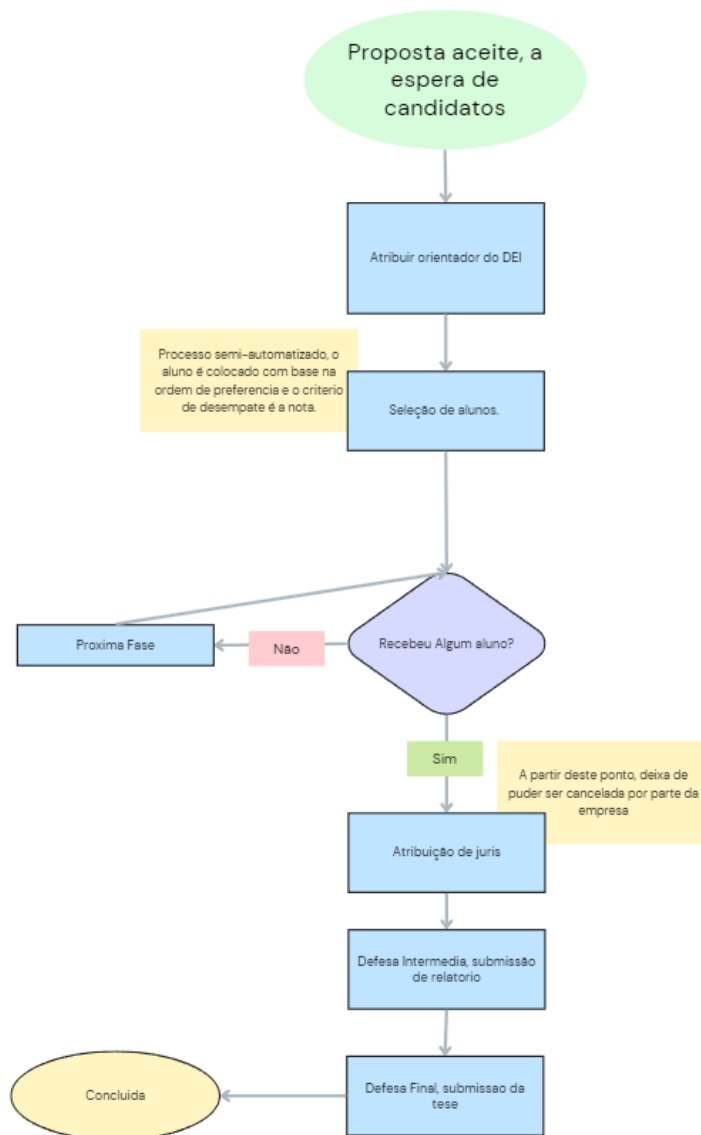 Proposta aceite, a
espera de
candidatos
Atribuir orientador do DEI
Processo semi-automatizado, o
aluno é colocado com base na
ordem de preferencia e o criterio
de desempate é a nota.
Seleção de alunos.
Recebeu Algum aluno?
Não
Proxima Fase
Sim
A partir deste ponto, deixa de
puder ser cancelada por parte da
empresa
Atribuição de juris
Defesa Intermedia, submissão
de relatorio
Defesa Final, submissao da
tese
Concluida